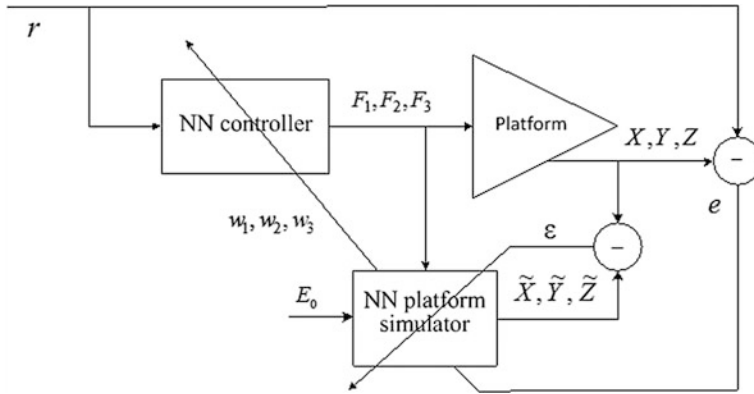 r
NN controller
F₁, F₂, F₃
Platform
X, Y, Z
−
e
w₁, w₂, w₃
ε
−
E₀
NN platform
simulator
X̃, Ỹ, Z̃